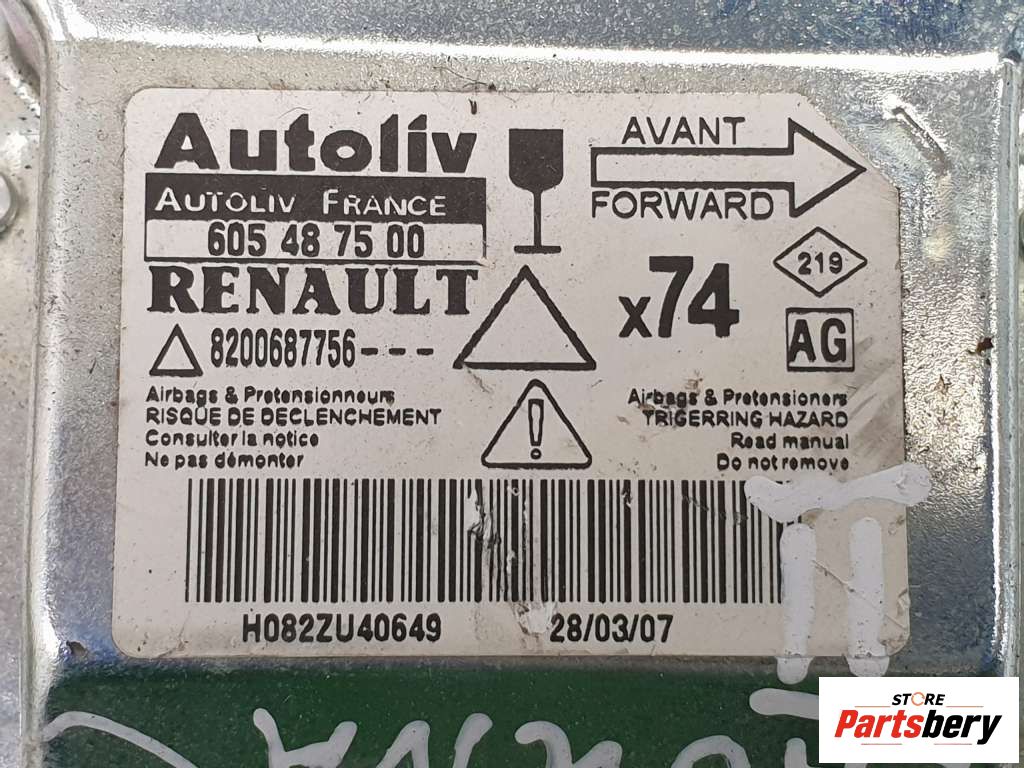 Autoliv
AUTOLIV FRANCE
605 48 75 00
RENAULT
8200687756---
AVANT
FORWARD
x74
219
AG
Airbags & Pretensionneurs
RISQUE DE DECLENCHEMENT
Consulter la notice
Ne pas démonter
Airbags & Pretensioners
TRIGERRING HAZARD
Read manual
Do not remove
H082ZU40649 28/03/07
STORE
Partsbery